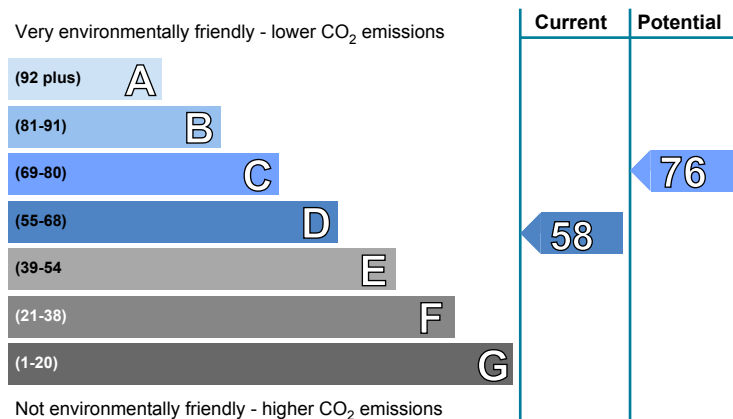 Very environmentally friendly - lower CO₂ emissions
Current
Potential
(92 plus) A
(81-91) B
(69-80) C
76
(55-68) D
58
(39-54 E
(21-38) F
(1-20) G
Not environmentally friendly - higher CO₂ emissions